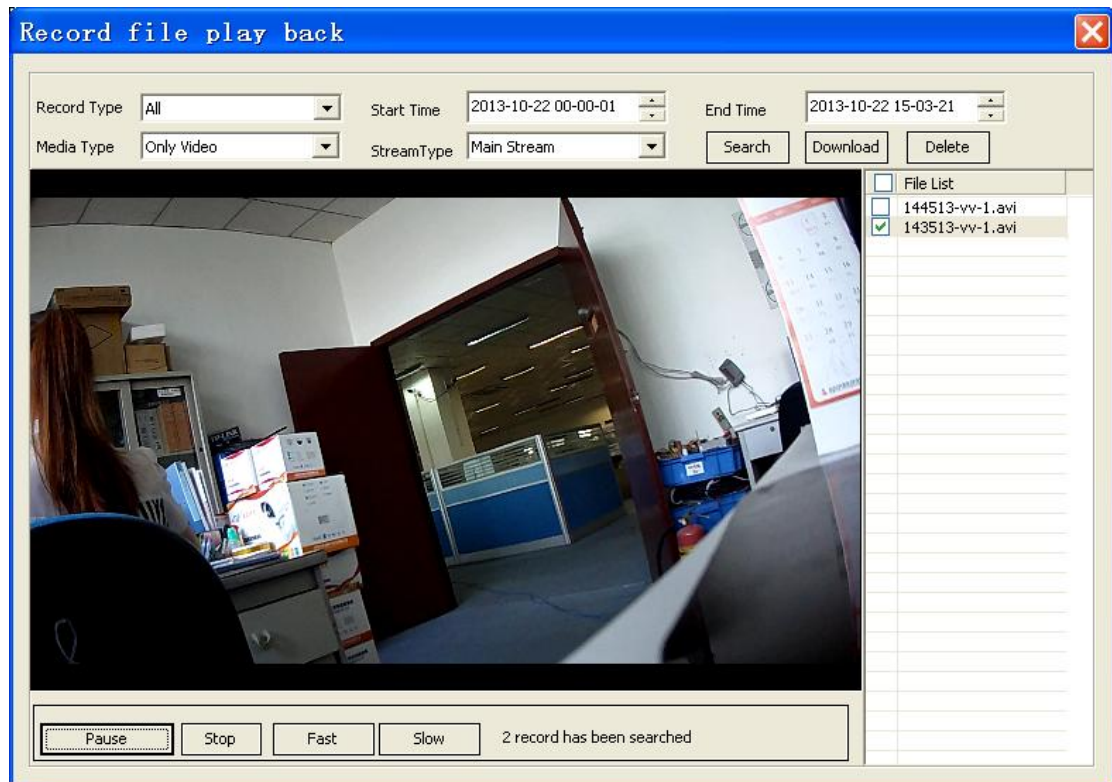 Record file play back
Record Type All Start Time 2013-10-22 00-00-01 End Time 2013-10-22 15-03-21
Media Type Only Video StreamType Main Stream Search Download Delete
File List
144513-vv-1.avi
143513-vv-1.avi
TP-LINK
Pause Stop Fast Slow 2 record has been searched